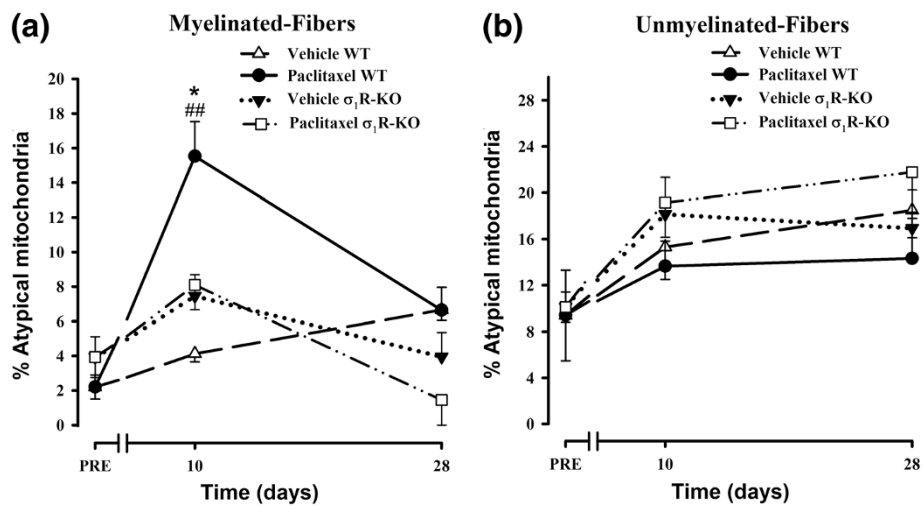 (a)
Myelinated-Fibers
Vehicle WT
Paclitaxel WT
Vehicle σ₁R-KO
Paclitaxel σ₁R-KO
% Atypical mitochondria
20
18
16
14
12
10
8
6
4
2
0
*
##
PRE
10
28
Time (days)
(b)
Unmyelinated-Fibers
Vehicle WT
Paclitaxel WT
Vehicle σ₁R-KO
Paclitaxel σ₁R-KO
% Atypical mitochondria
28
24
20
16
12
8
4
0
PRE
10
28
Time (days)